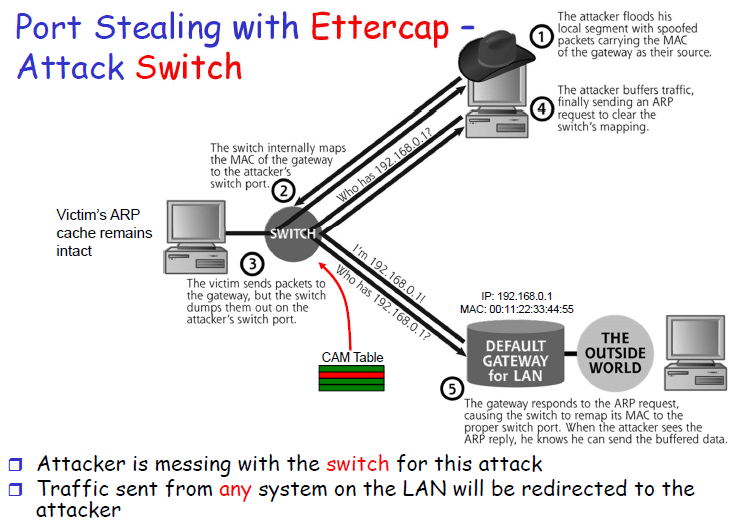 Port Stealing with Ettercap –
Attack Switch
1
The attacker floods his
local segment with spoofed
packets carrying the MAC
of the gateway as their source.
4
The attacker buffers traffic,
finally sending an ARP
request to clear the
switch's mapping.
The switch internally maps
the MAC of the gateway
to the attacker's
switch port.
2
Who has 192.168.0.1?
Victim's ARP
cache remains
intact
SWITCH
3
The victim sends packets to
the gateway, but the switch
dumps them out on the
attacker's switch port.
I'm 192.168.0.1!
Who has 192.168.0.1?
CAM Table
IP: 192.168.0.1
MAC: 00:11:22:33:44:55
DEFAULT
GATEWAY
for LAN
THE
OUTSIDE
WORLD
5
The gateway responds to the ARP request,
causing the switch to remap its MAC to the
proper switch port. When the attacker sees the
ARP reply, he knows he can send the buffered data.
❒ Attacker is messing with the switch for this attack
❒ Traffic sent from any system on the LAN will be redirected to the
attacker